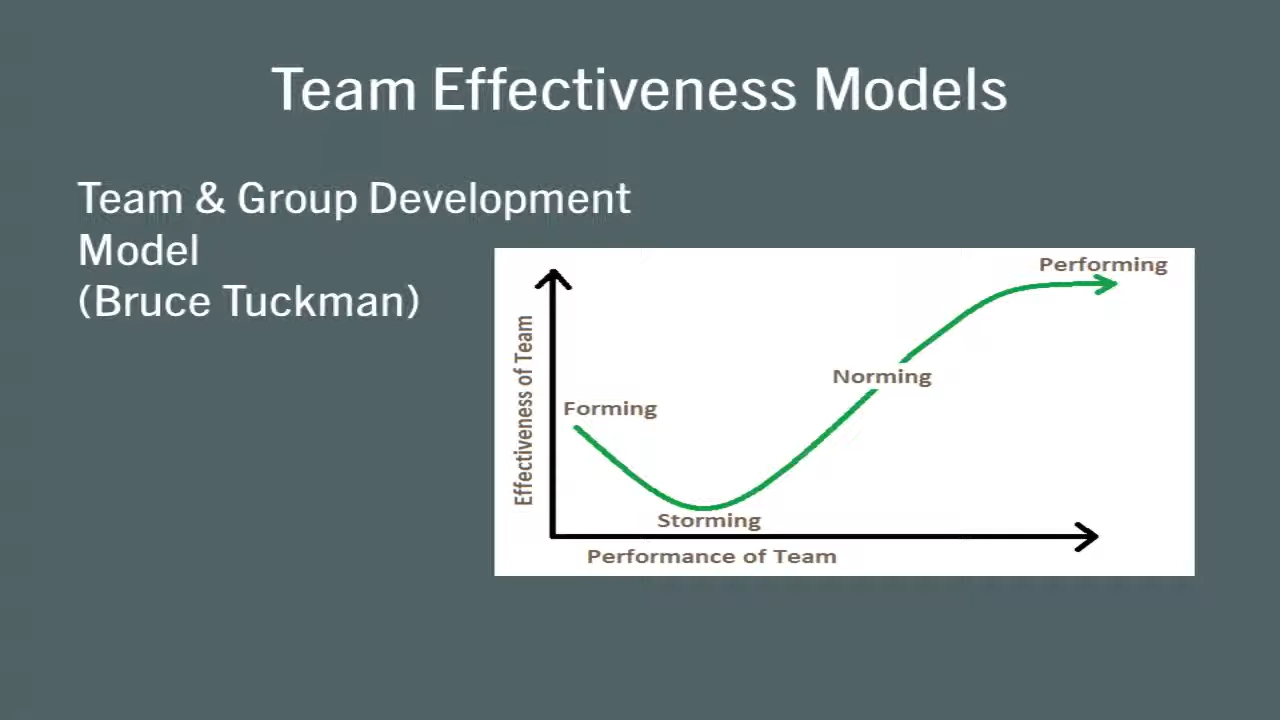 Team Effectiveness Models
Team & Group Development
Model
(Bruce Tuckman)
Performing
Norming
Forming
Storming
Effectiveness of Team
Performance of Team